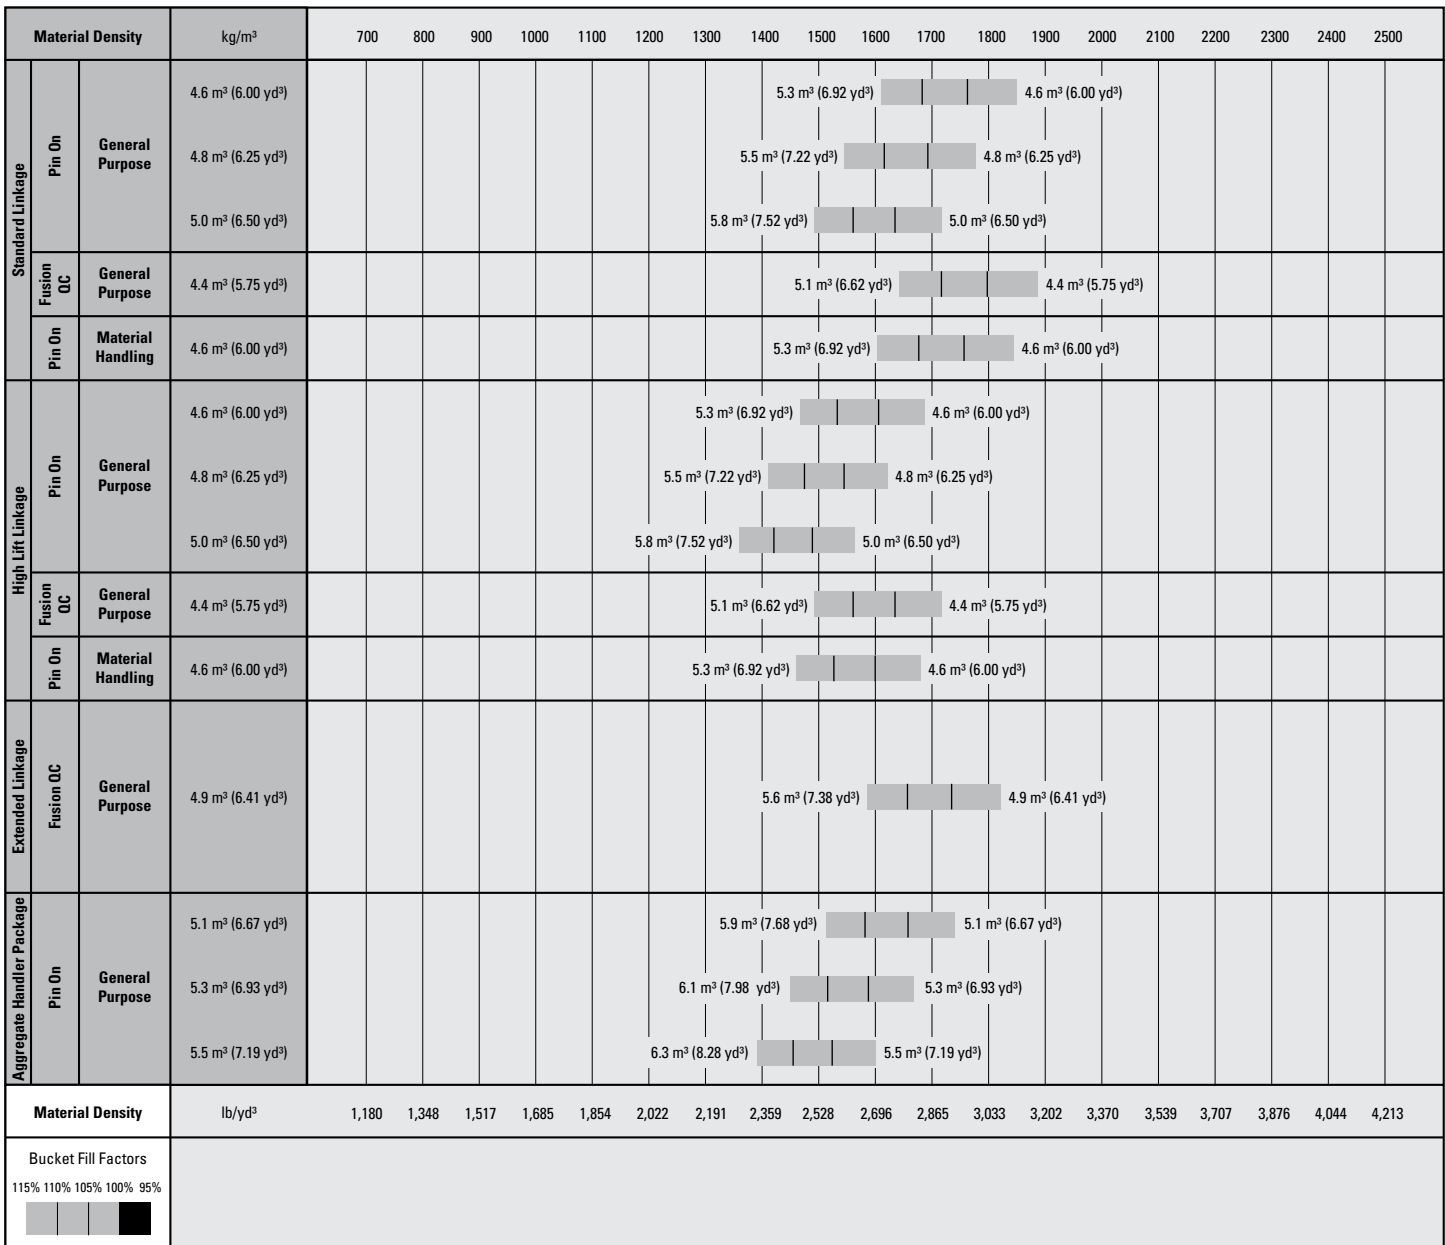 Material Density kg/m³ 700 800 900 1000 1100 1200 1300 1400 1500 1600 1700 1800 1900 2000 2100 2200 2300 2400 2500
Standard Linkage
Pin On
General
Purpose
4.6 m³ (6.00 yd³) 5.3 m³ (6.92 yd³) 4.6 m³ (6.00 yd³)
4.8 m³ (6.25 yd³) 5.5 m³ (7.22 yd³) 4.8 m³ (6.25 yd³)
5.0 m³ (6.50 yd³) 5.8 m³ (7.52 yd³) 5.0 m³ (6.50 yd³)
Fusion
QC
General
Purpose
4.4 m³ (5.75 yd³) 5.1 m³ (6.62 yd³) 4.4 m³ (5.75 yd³)
Pin On
Material
Handling
4.6 m³ (6.00 yd³) 5.3 m³ (6.92 yd³) 4.6 m³ (6.00 yd³)
High Lift Linkage
Pin On
General
Purpose
4.6 m³ (6.00 yd³) 5.3 m³ (6.92 yd³) 4.6 m³ (6.00 yd³)
4.8 m³ (6.25 yd³) 5.5 m³ (7.22 yd³) 4.8 m³ (6.25 yd³)
5.0 m³ (6.50 yd³) 5.8 m³ (7.52 yd³) 5.0 m³ (6.50 yd³)
Fusion
QC
General
Purpose
4.4 m³ (5.75 yd³) 5.1 m³ (6.62 yd³) 4.4 m³ (5.75 yd³)
Pin On
Material
Handling
4.6 m³ (6.00 yd³) 5.3 m³ (6.92 yd³) 4.6 m³ (6.00 yd³)
Extended Linkage
Fusion QC
General
Purpose
4.9 m³ (6.41 yd³) 5.6 m³ (7.38 yd³) 4.9 m³ (6.41 yd³)
Aggregate Handler Package
Pin On
General
Purpose
5.1 m³ (6.67 yd³) 5.9 m³ (7.68 yd³) 5.1 m³ (6.67 yd³)
5.3 m³ (6.93 yd³) 6.1 m³ (7.98 yd³) 5.3 m³ (6.93 yd³)
5.5 m³ (7.19 yd³) 6.3 m³ (8.28 yd³) 5.5 m³ (7.19 yd³)
Material Density lb/yd³ 1,180 1,348 1,517 1,685 1,854 2,022 2,191 2,359 2,528 2,696 2,865 3,033 3,202 3,370 3,539 3,707 3,876 4,044 4,213
Bucket Fill Factors
115% 110% 105% 100% 95%